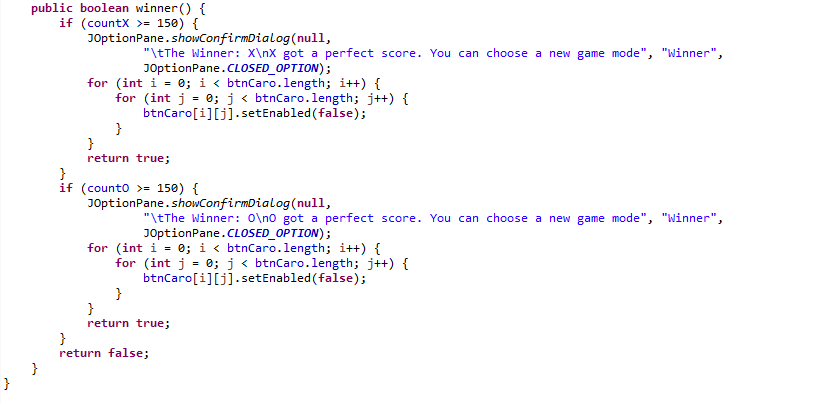 public boolean winner() {
if (countX >= 150) {
JOptionPane.showConfirmDialog(null,
"\tThe Winner: X\nX got a perfect score. You can choose a new game mode", "Winner",
JOptionPane.CLOSED_OPTION);
for (int i = 0; i < btnCaro.length; i++) {
for (int j = 0; j < btnCaro.length; j++) {
btnCaro[i][j].setEnabled(false);
}
}
return true;
}
if (countO >= 150) {
JOptionPane.showConfirmDialog(null,
"\tThe Winner: O\nO got a perfect score. You can choose a new game mode", "Winner",
JOptionPane.CLOSED_OPTION);
for (int i = 0; i < btnCaro.length; i++) {
for (int j = 0; j < btnCaro.length; j++) {
btnCaro[i][j].setEnabled(false);
}
}
return true;
}
return false;
}
}